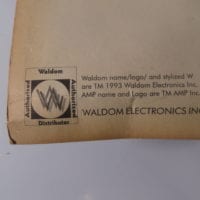 Waldom
Authorized
Authorized
Distributor
Waldom name/logo/ and stylized W
are TM 1993 Waldom Electronics Inc.
AMP name and Logo are TM AMP Inc.
WALDOM ELECTRONICS INC